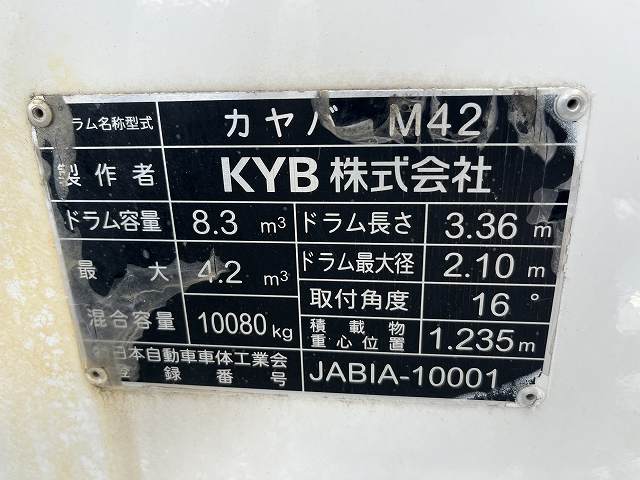 ラム名称型式 カヤバ M42
製作者 KYB株式会社
ドラム容量 8.3 m³ ドラム長さ 3.36 m
最大 4.2 m³ ドラム最大径 2.10 m
混合容量 10080kg 取付角度 16°
積載物重心位置 1.235m
日本自動車車体工業会
登録番号 JABIA-10001